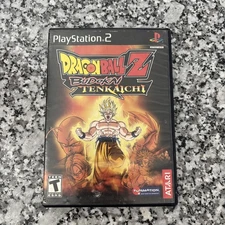 PlayStation 2
DRAGON BALL Z
BUDOKAI
TENKAICHI
T
ATARI